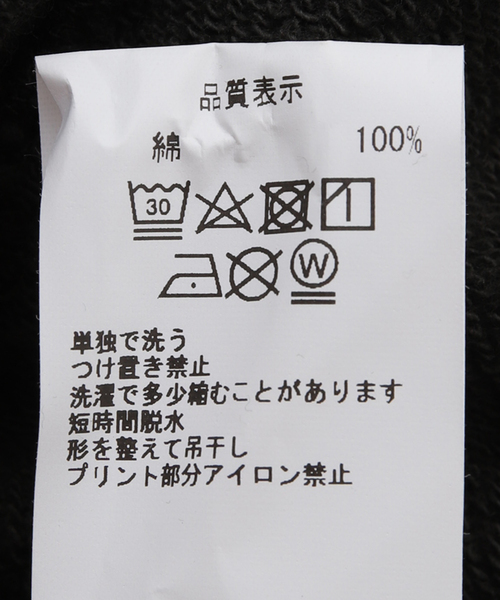 品質表示
綿 100%
30
W
単独で洗う
つけ置き禁止
洗濯で多少縮むことがあります
短時間脱水
形を整えて吊干し
プリント部分アイロン禁止